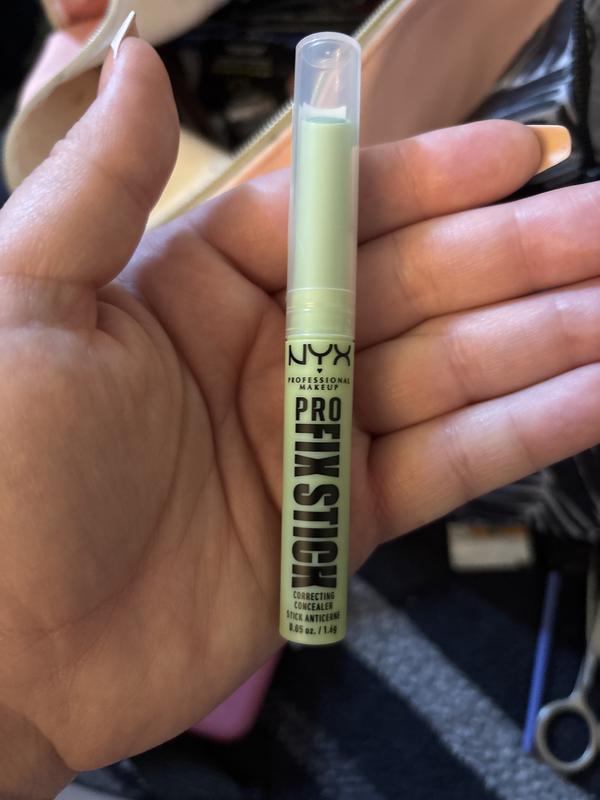 NYX
PROFESSIONAL
MAKEUP
PRO
FIX STICK
CORRECTING
CONCEALER
STICK ANTICERNE
0.05 oz. / 1.6g